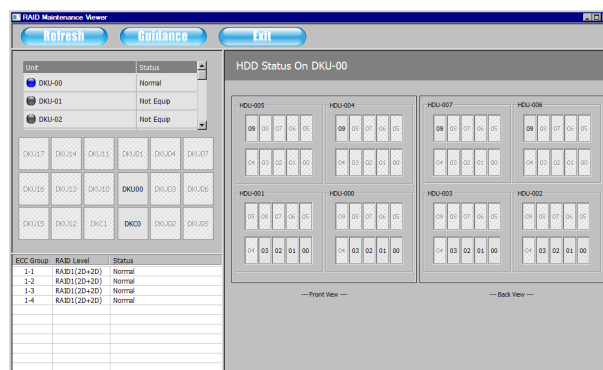 RAID Maintenance Viewer
Refresh Guidance Exit
Unit Status
DKU-00 Normal
DKU-01 Not Equip
DKU-02 Not Equip
DKU17 DKU14 DKU11 DKU01 DKU04 DKU07
DKU16 DKU13 DKU10 DKU00 DKU03 DKU06
DKU15 DKU12 DKC1 DKC0 DKU02 DKU05
ECC Group RAID Level Status
1-1 RAID1(2D+2D) Normal
1-2 RAID1(2D+2D) Normal
1-3 RAID1(2D+2D) Normal
1-4 RAID1(2D+2D) Normal
HDD Status On DKU-00
HDU-005 HDU-004 HDU-007 HDU-006
09 08 07 06 05 09 08 07 06 05 09 08 07 06 05 09 08 07 06 05
04 03 02 01 00 04 03 02 01 00 04 03 02 01 00 04 03 02 01 00
HDU-001 HDU-000 HDU-003 HDU-002
09 08 07 06 05 09 08 07 06 05 09 08 07 06 05 09 08 07 06 05
04 03 02 01 00 04 03 02 01 00 04 03 02 01 00 04 03 02 01 00
--- Front View --- --- Back View ---